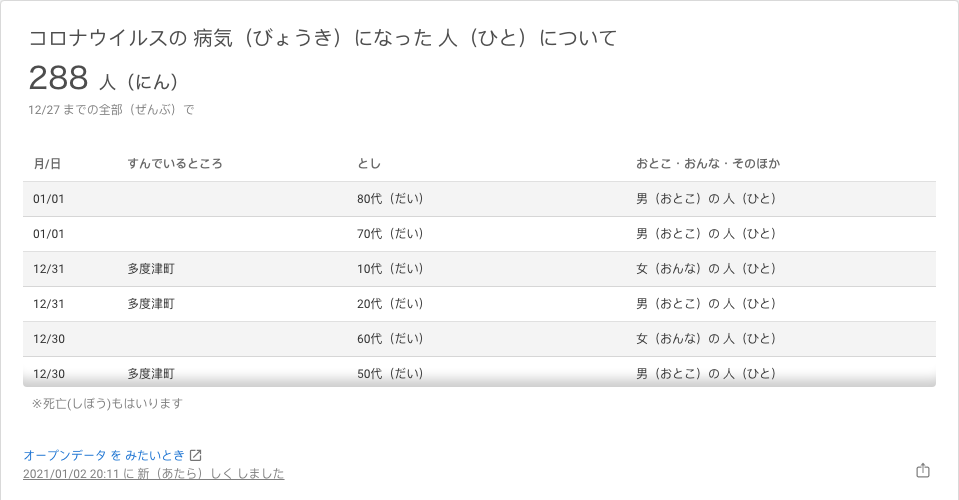 コロナウイルスの 病気（びょうき）になった 人（ひと）について
288 人（にん）
12/27 までの全部（ぜんぶ）で
月/日 すんでいるところ とし おとこ・おんな・そのほか
01/01 80代（だい） 男（おとこ）の 人（ひと）
01/01 70代（だい） 男（おとこ）の 人（ひと）
12/31 多度津町 10代（だい） 女（おんな）の 人（ひと）
12/31 多度津町 20代（だい） 男（おとこ）の 人（ひと）
12/30 60代（だい） 女（おんな）の 人（ひと）
12/30 多度津町 50代（だい） 男（おとこ）の 人（ひと）
※死亡(しぼう)もはいります
オープンデータ を みたいとき
2021/01/02 20:11 に 新（あたら）しく しました